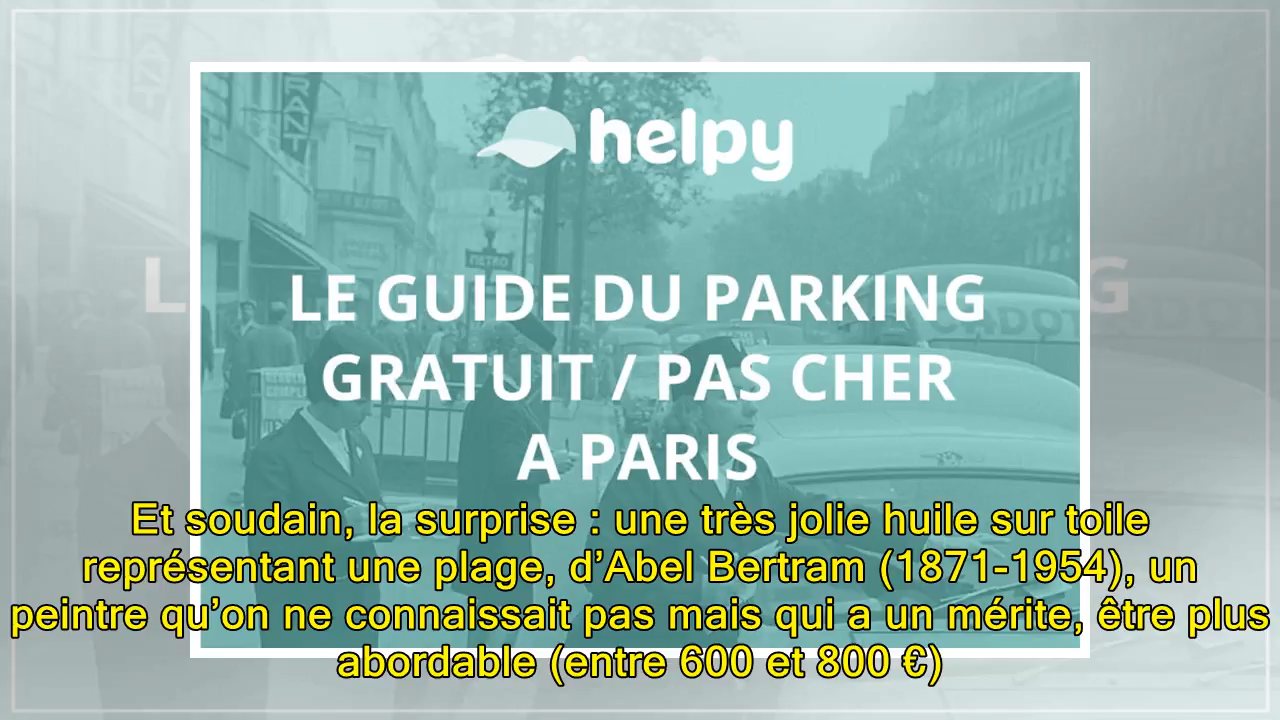 helpy
LE GUIDE DU PARKING
GRATUIT / PAS CHER
A PARIS
Et soudain, la surprise : une très jolie huile sur toile
représentant une plage, d’Abel Bertram (1871-1954), un
peintre qu’on ne connaissait pas mais qui a un mérite, être plus
abordable (entre 600 et 800 €)